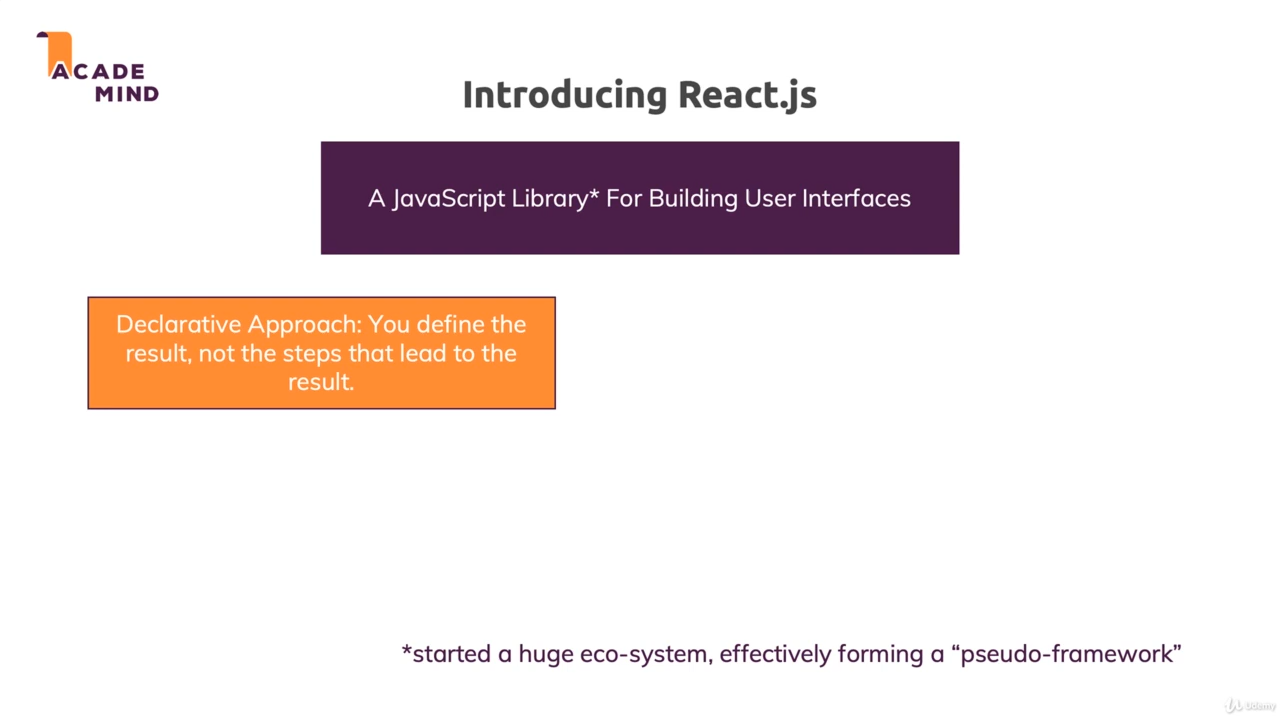 ACADE
MIND
Introducing React.js
A JavaScript Library* For Building User Interfaces
Declarative Approach: You define the
result, not the steps that lead to the
result.
*started a huge eco-system, effectively forming a “pseudo-framework”
Udemy